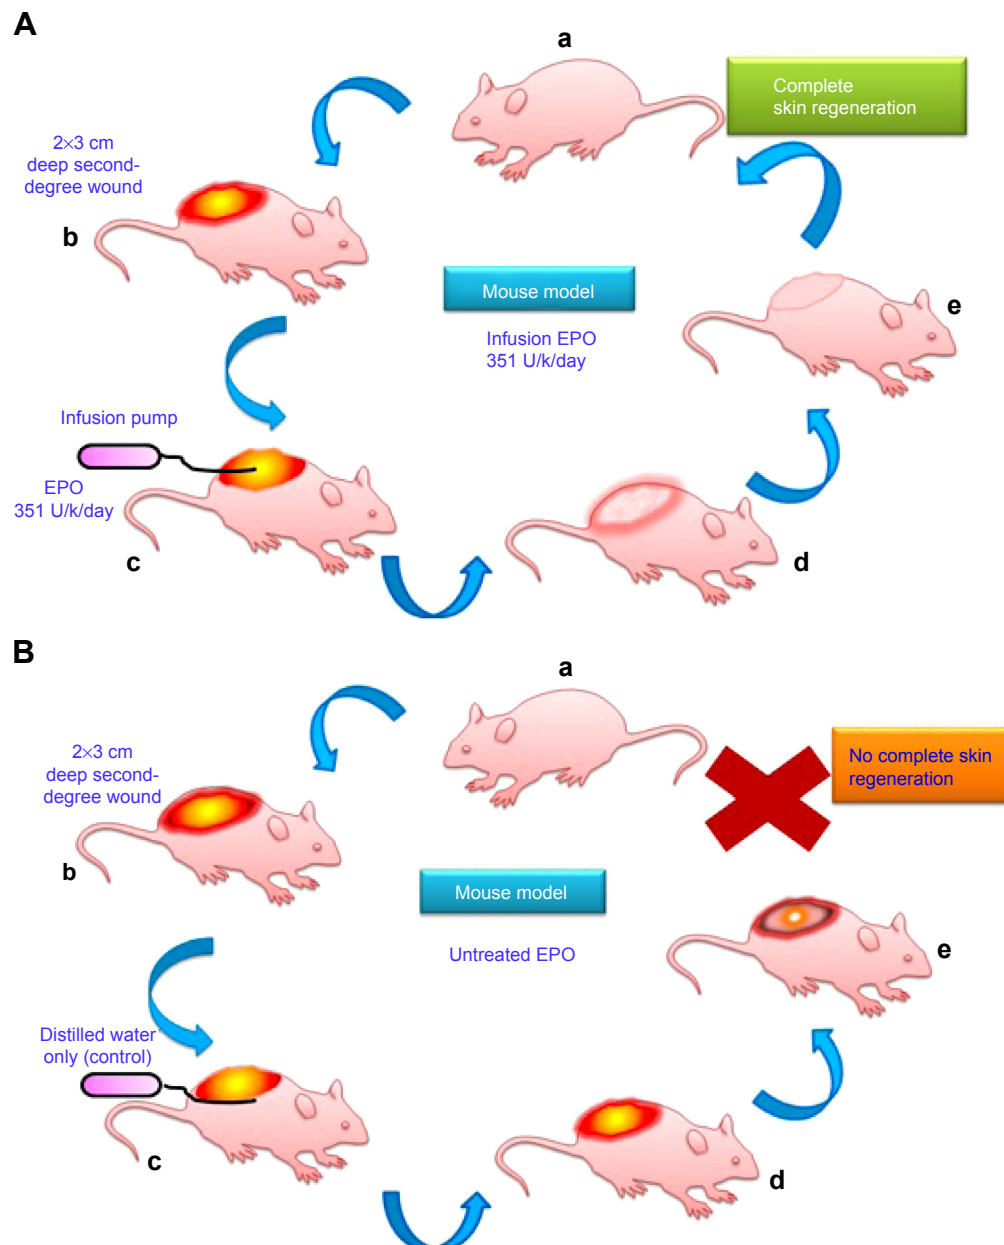 A
a
Complete
skin regeneration
2×3 cm
deep second-
degree wound
b
Mouse model
e
Infusion EPO
351 U/k/day
Infusion pump
EPO
351 U/k/day
c
d
B
a
2×3 cm
deep second-
degree wound
No complete skin
regeneration
b
Mouse model
Untreated EPO
e
Distilled water
only (control)
c
d